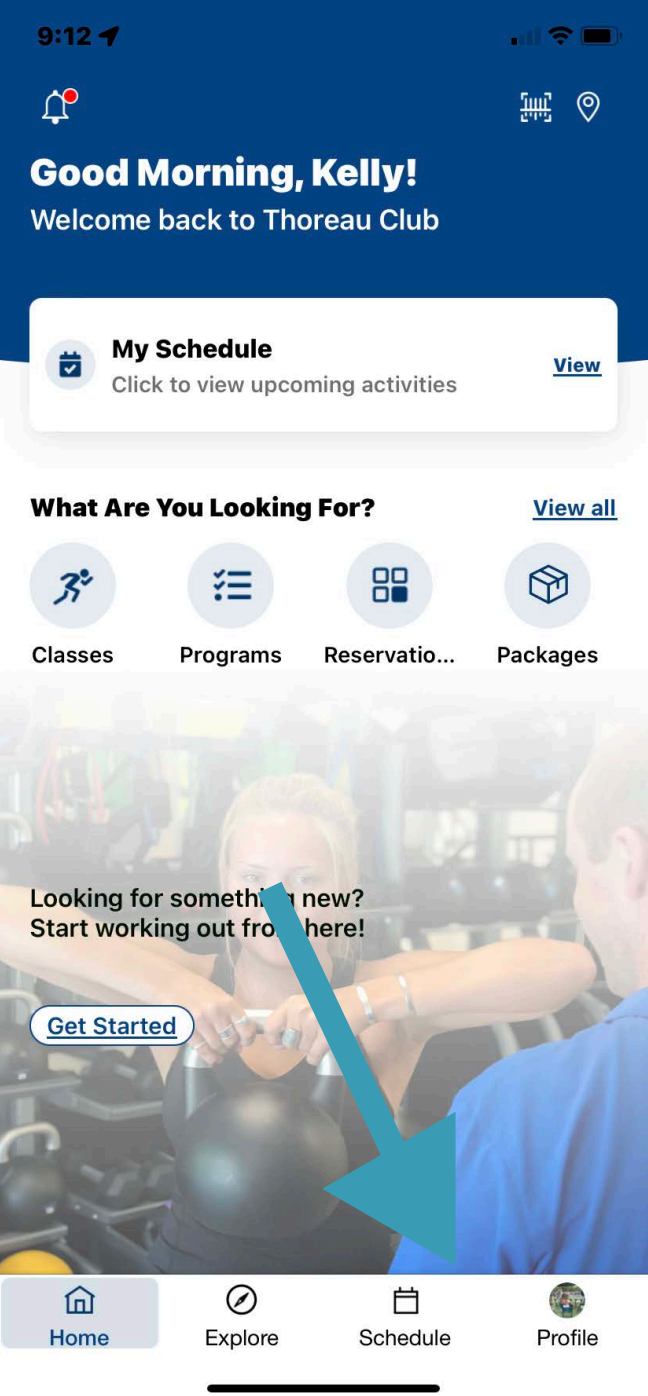 9:12
Good Morning, Kelly!
Welcome back to Thoreau Club
My Schedule
Click to view upcoming activities
View
What Are You Looking For?
View all
Classes
Programs
Reservatio...
Packages
Looking for something new?
Start working out from here!
Get Started
Home
Explore
Schedule
Profile